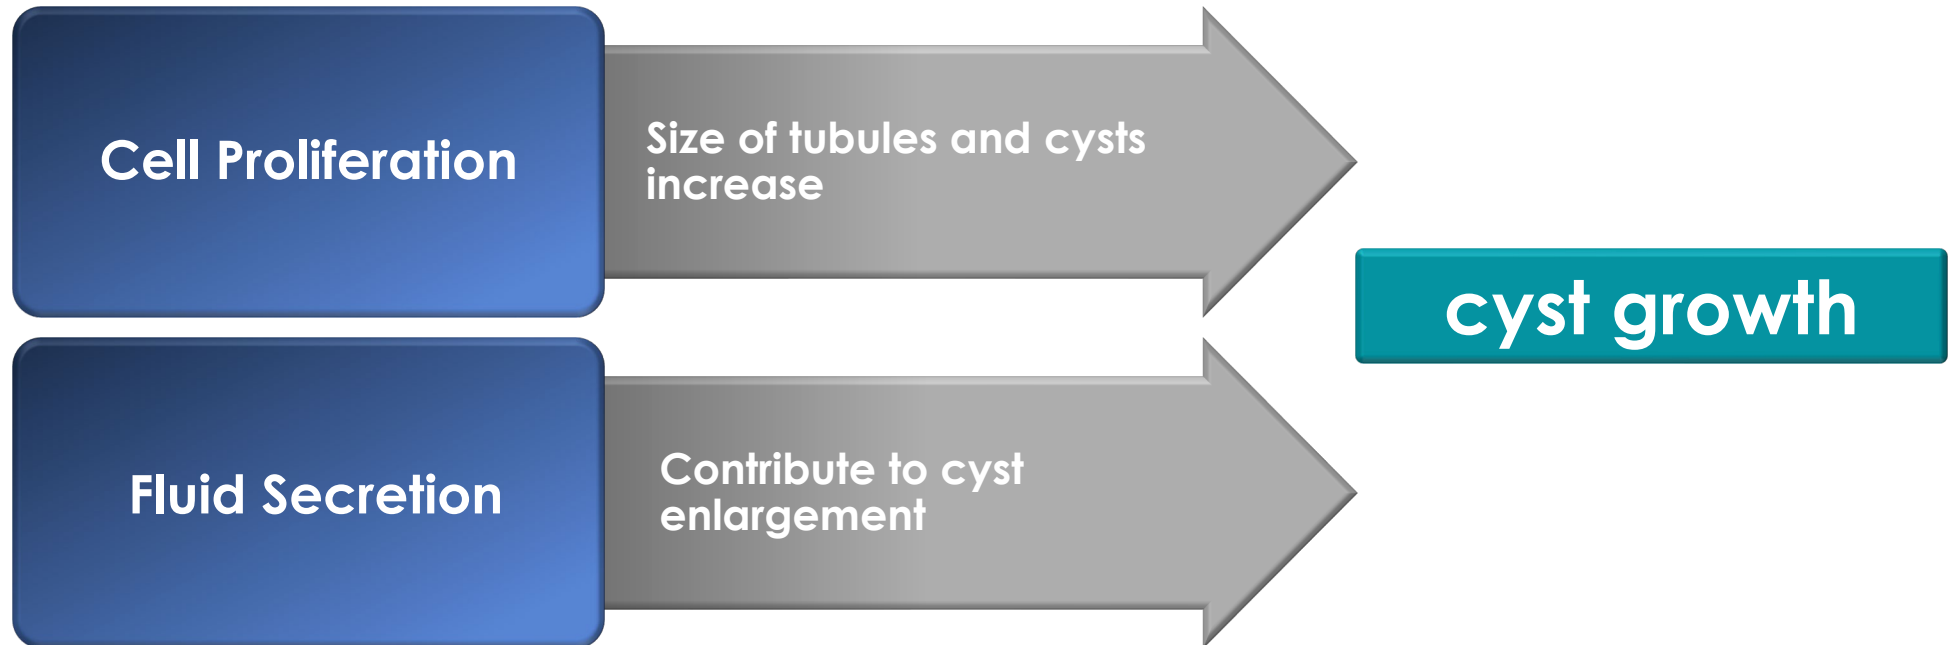 Cell Proliferation
Size of tubules and cysts
increase
cyst growth
Fluid Secretion
Contribute to cyst
enlargement